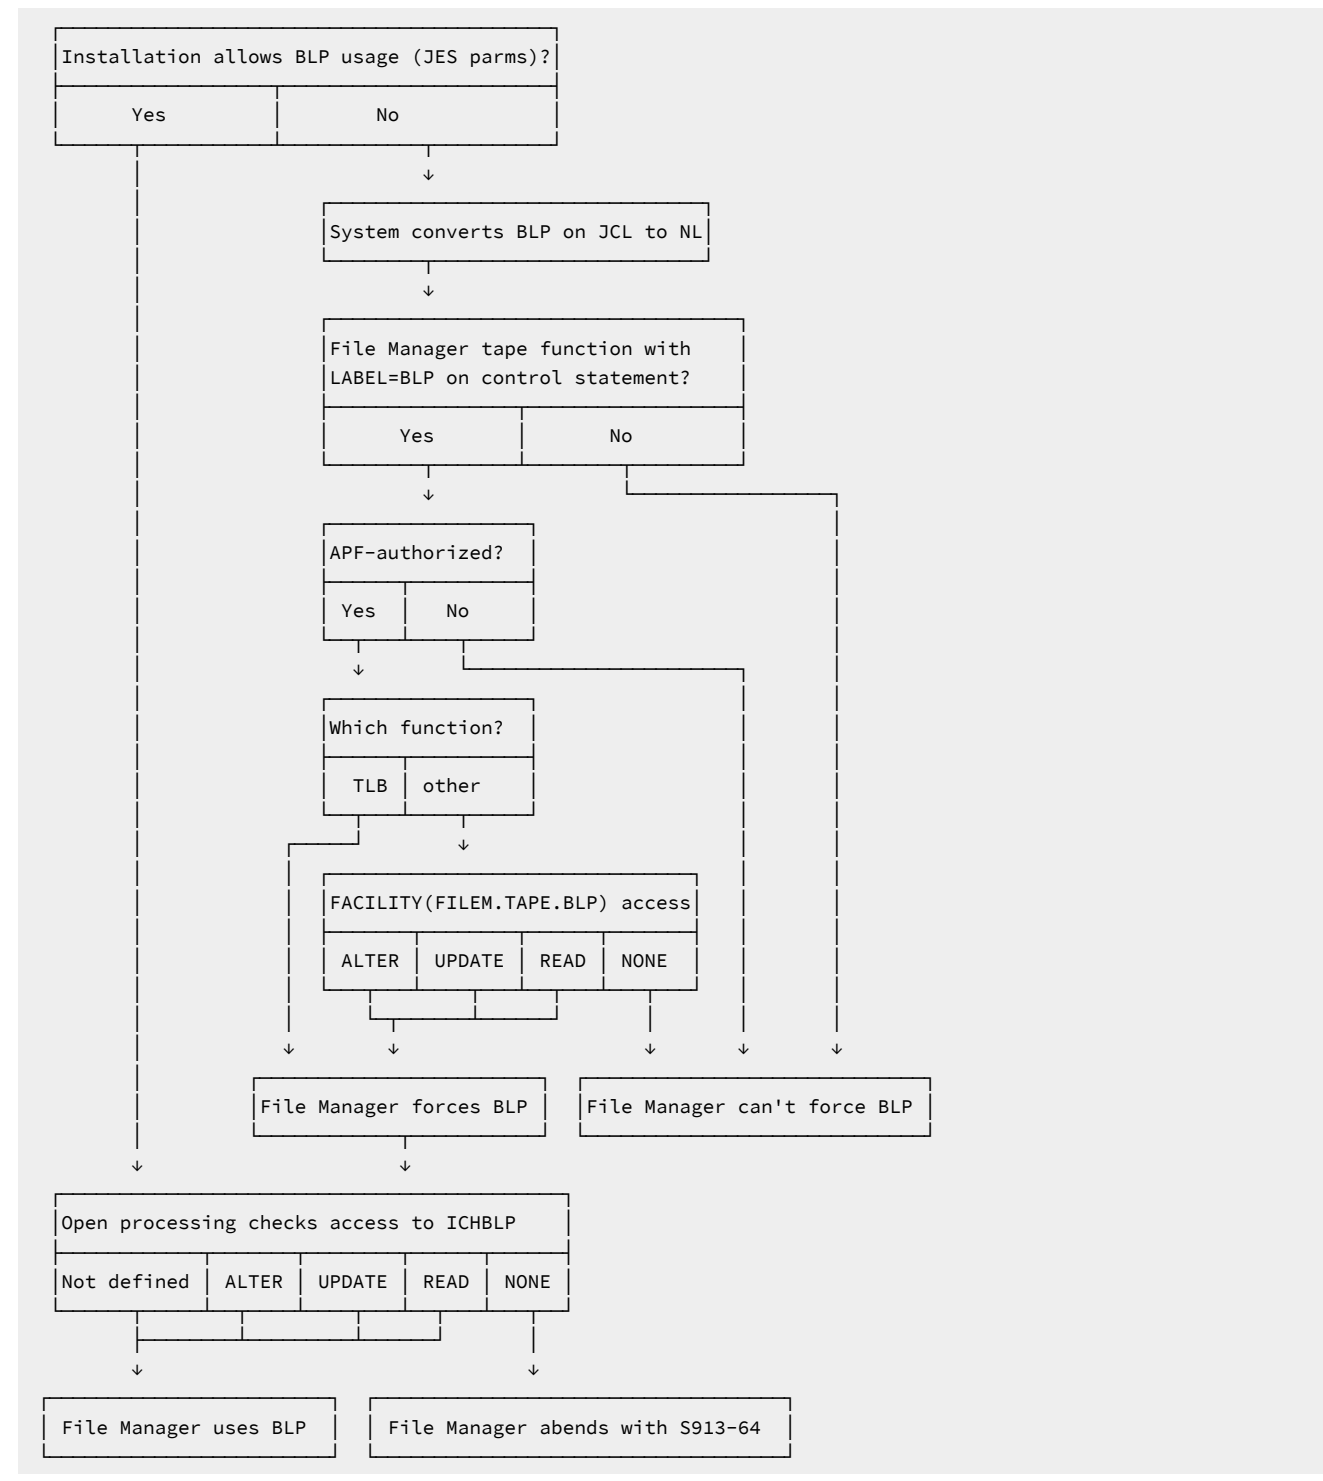 Installation allows BLP usage (JES parms)?
Yes No
System converts BLP on JCL to NL
File Manager tape function with
LABEL=BLP on control statement?
Yes No
APF-authorized?
Yes No
Which function?
TLB other
FACILITY(FILEM.TAPE.BLP) access
ALTER UPDATE READ NONE
File Manager forces BLP File Manager can't force BLP
Open processing checks access to ICHBLP
Not defined ALTER UPDATE READ NONE
File Manager uses BLP File Manager abends with S913-64